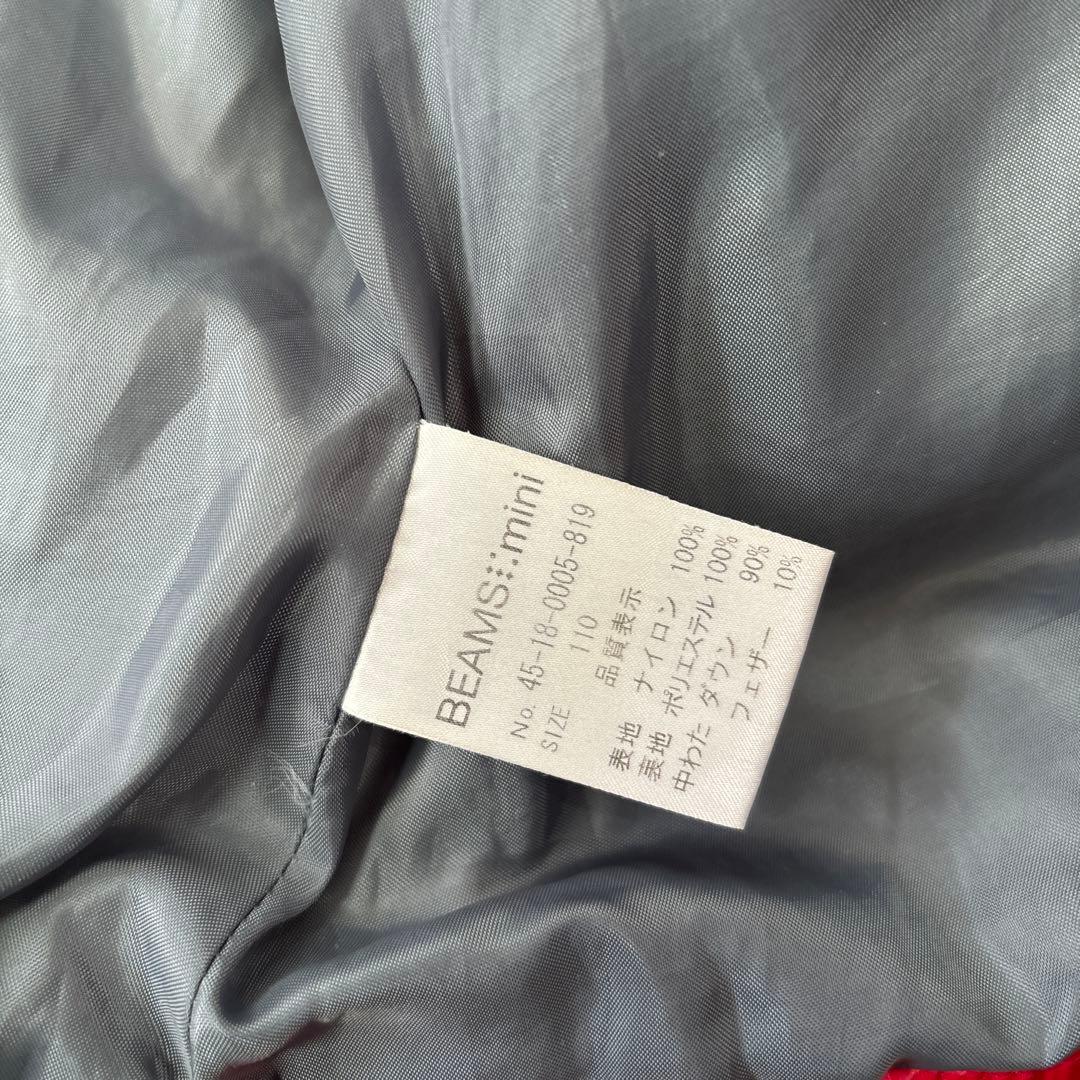 BEAMS mini
No. 45-18-0005-819
SIZE 110
品質表示
表地 ナイロン 100%
表地 ポリエステル 100%
中わた ダウン 90%
フェザー 10%